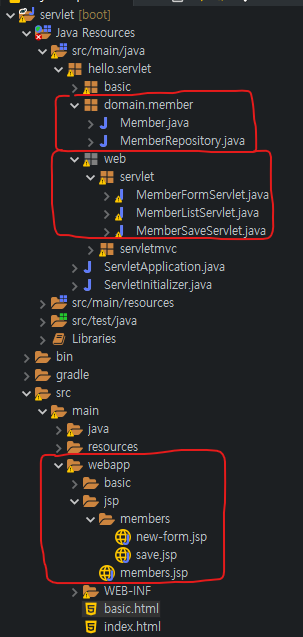 servlet [boot]
Java Resources
src/main/java
hello.servlet
basic
domain.member
Member.java
MemberRepository.java
web
servlet
MemberFormServlet.java
MemberListServlet.java
MemberSaveServlet.java
servletmvc
ServletApplication.java
ServletInitializer.java
src/main/resources
src/test/java
Libraries
bin
gradle
src
main
java
resources
webapp
basic
jsp
members
new-form.jsp
save.jsp
members.jsp
WEB-INF
basic.html
index.html